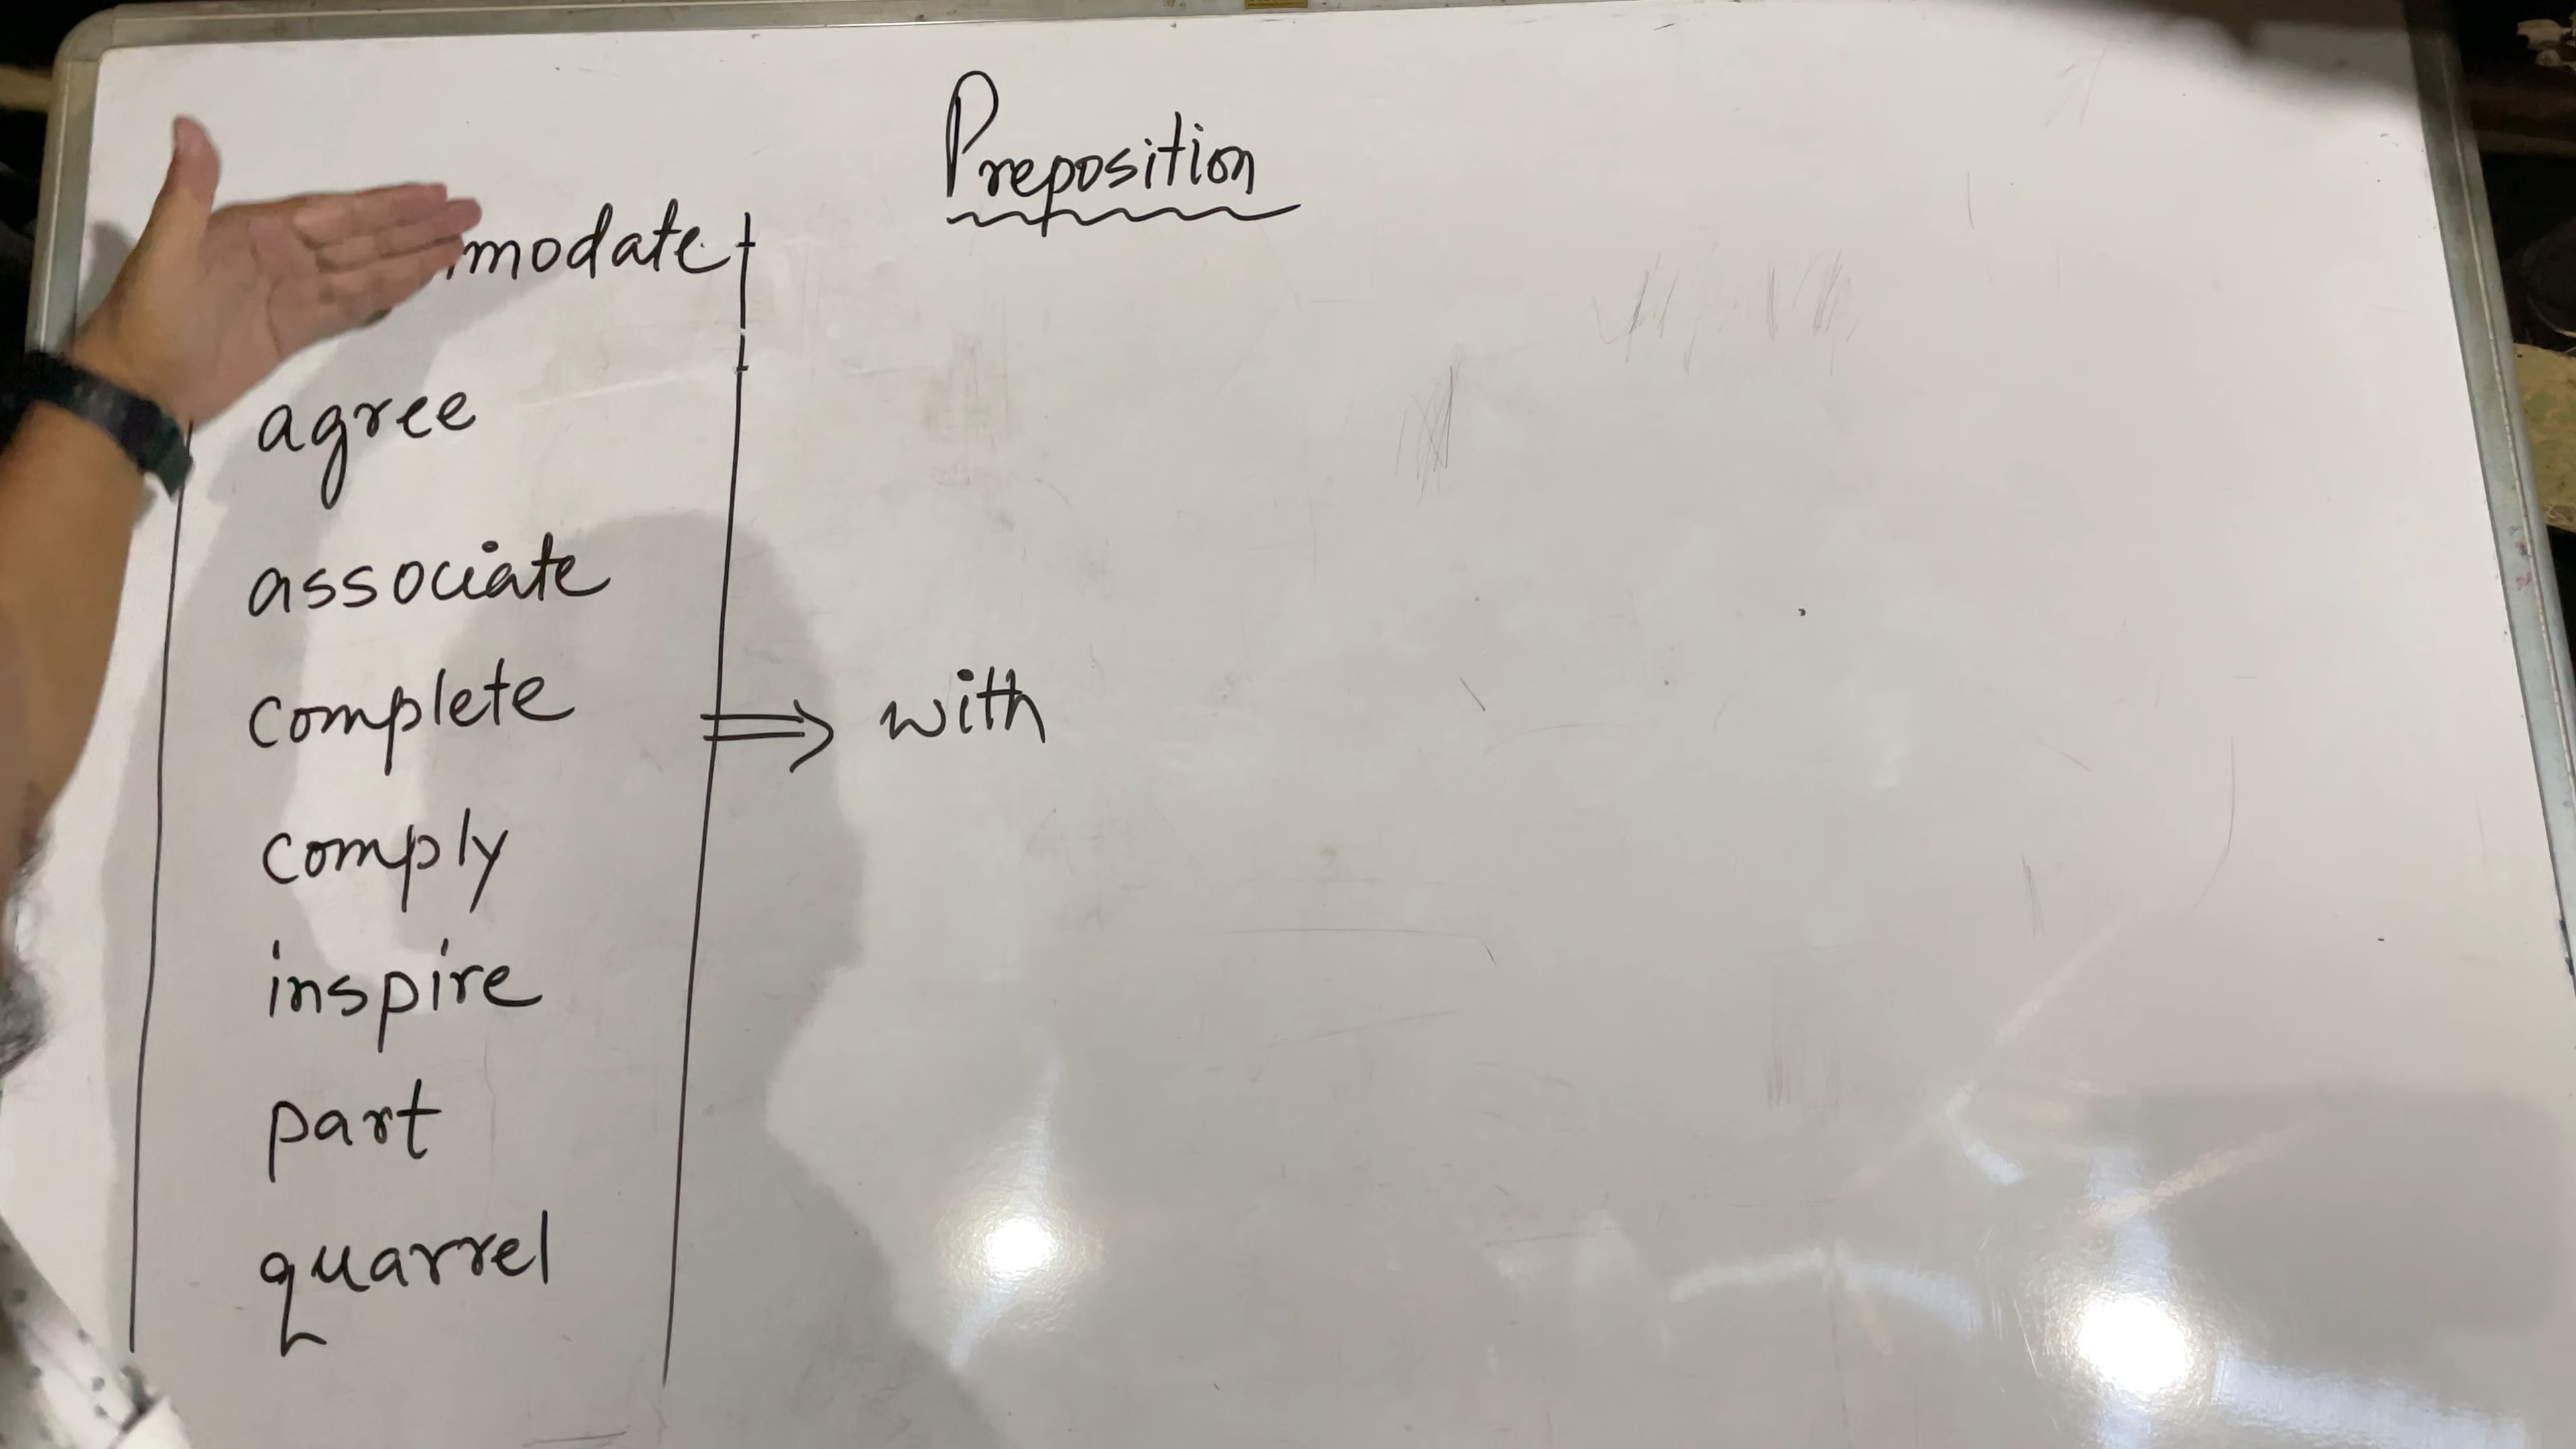 Preposition
modate
agree
associate
complete ⇒ with
comply
inspire
part
quarrel